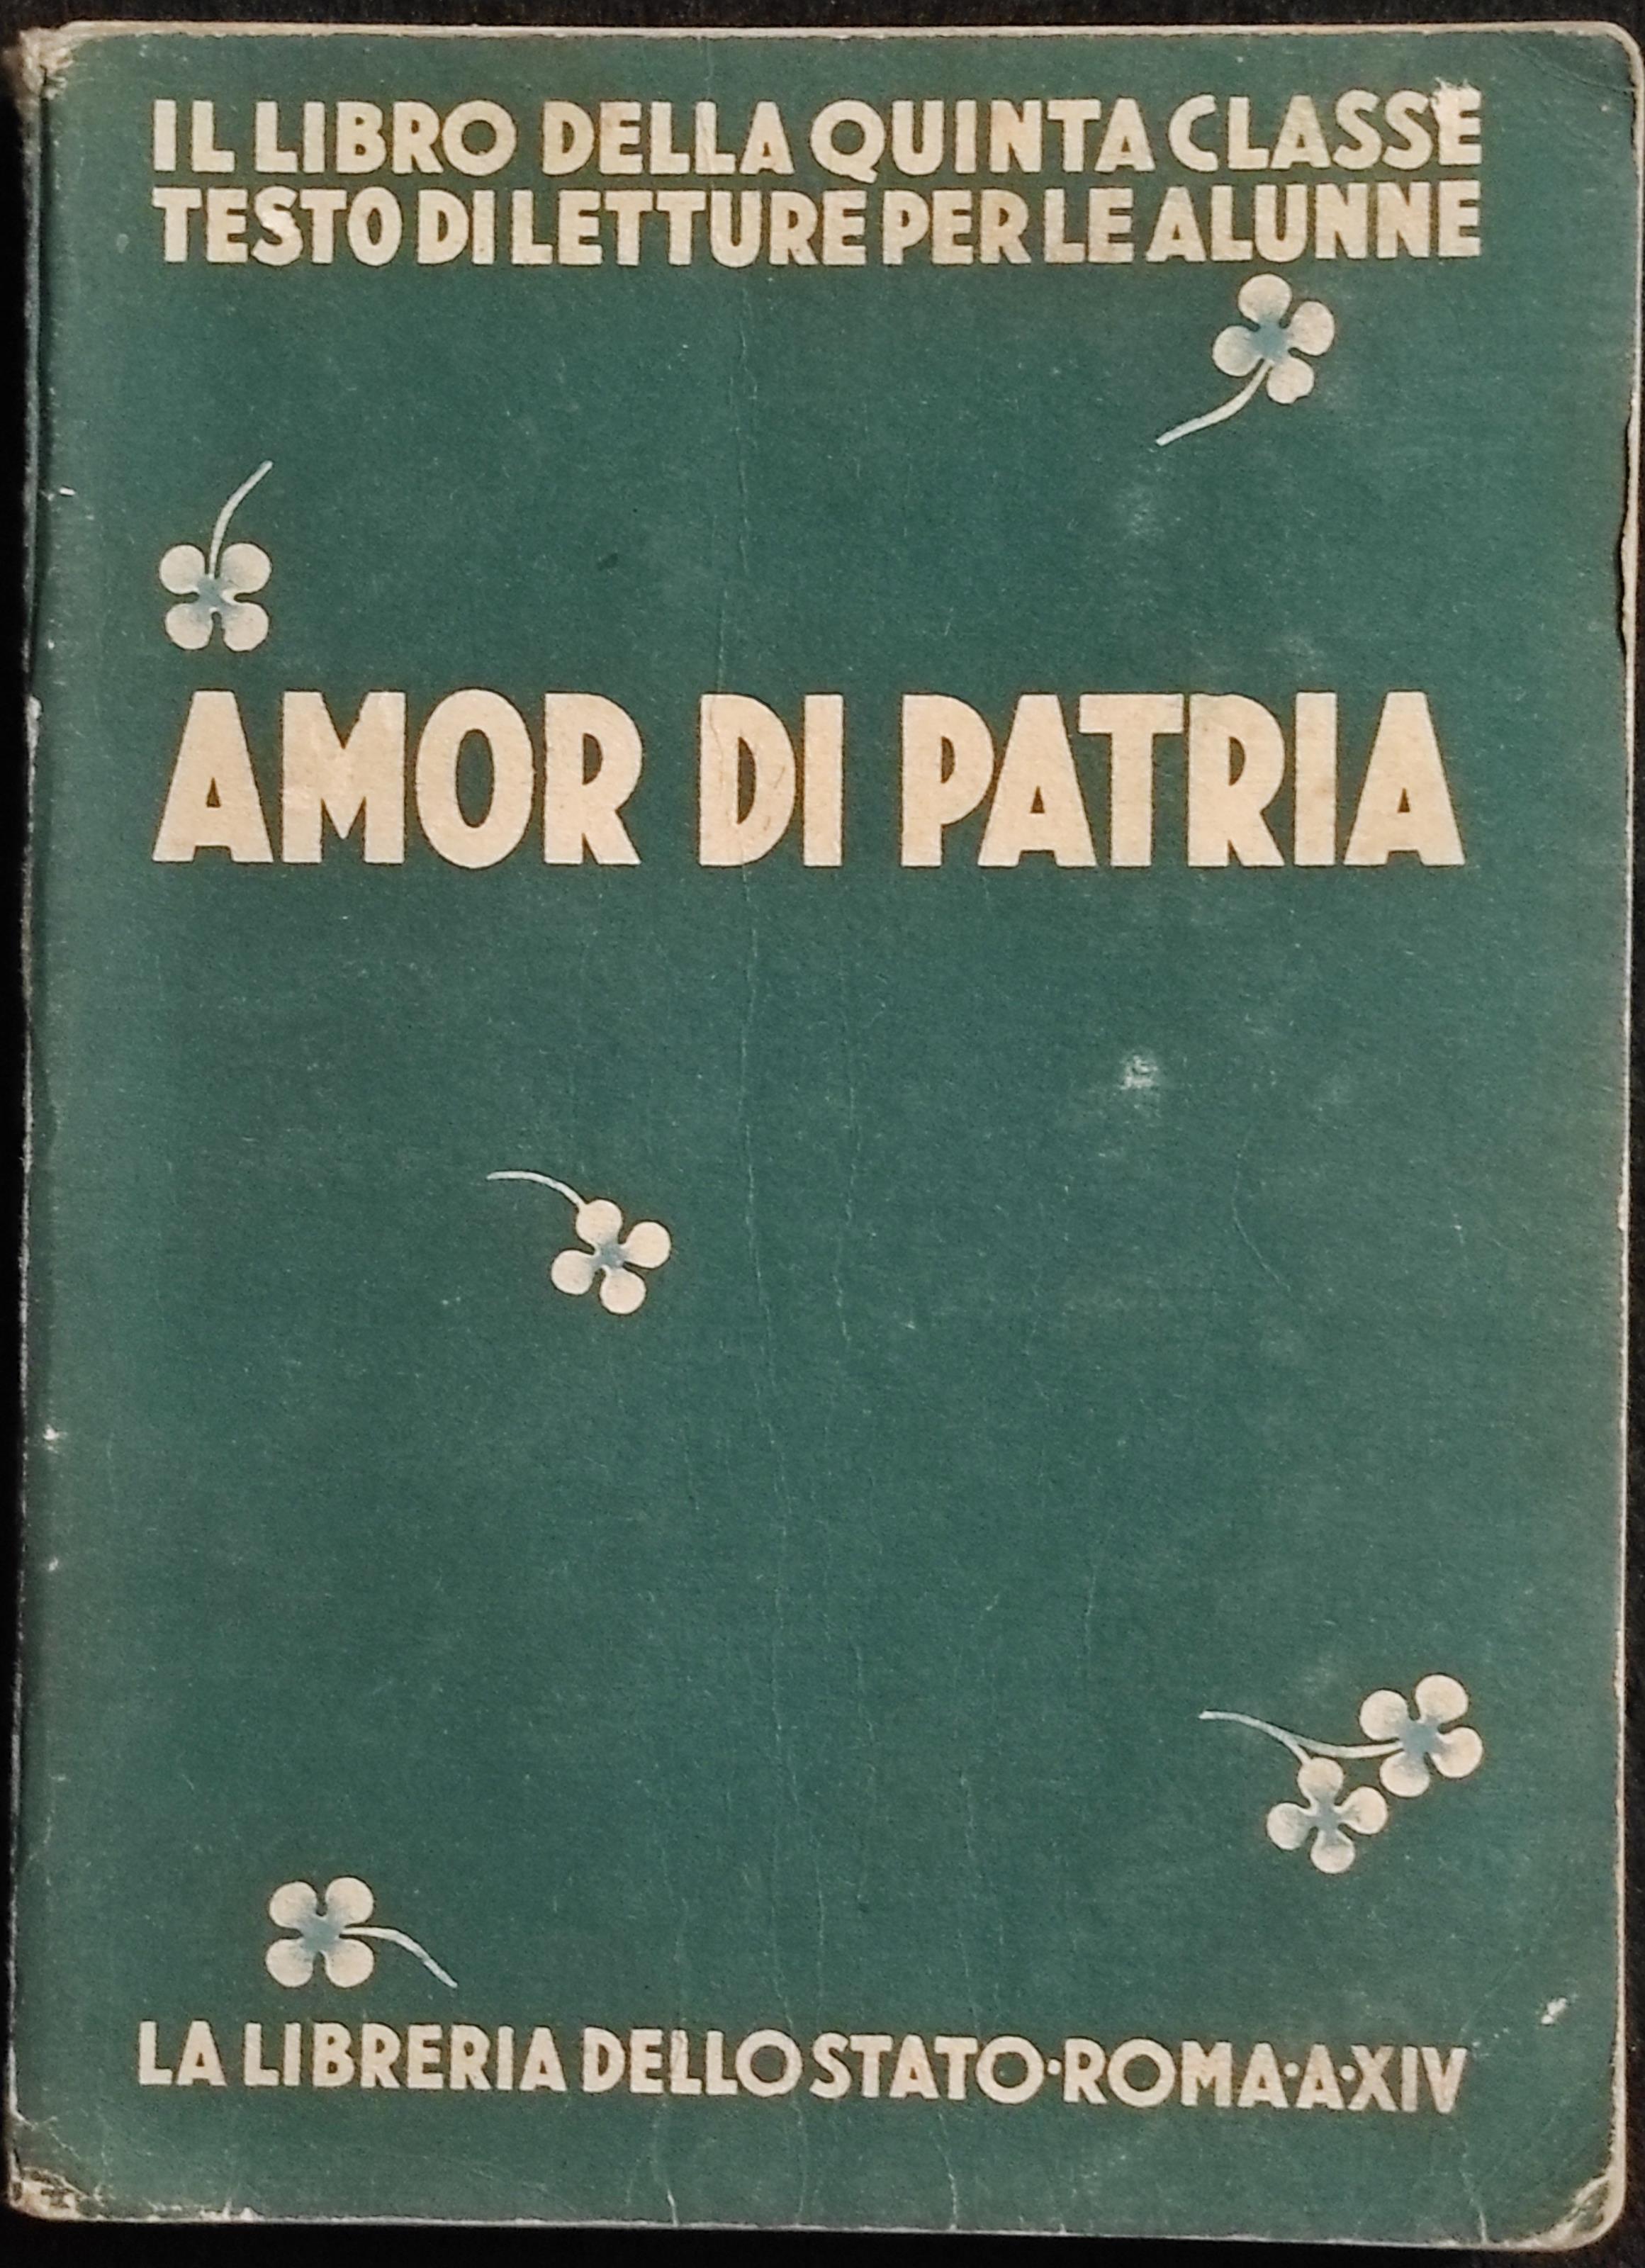 IL LIBRO DELLA QUINTA CLASSE
TESTO DI LETTURE PER LE ALUNNE
AMOR DI PATRIA
LA LIBRERIA DELLO STATO·ROMA·A·XIV